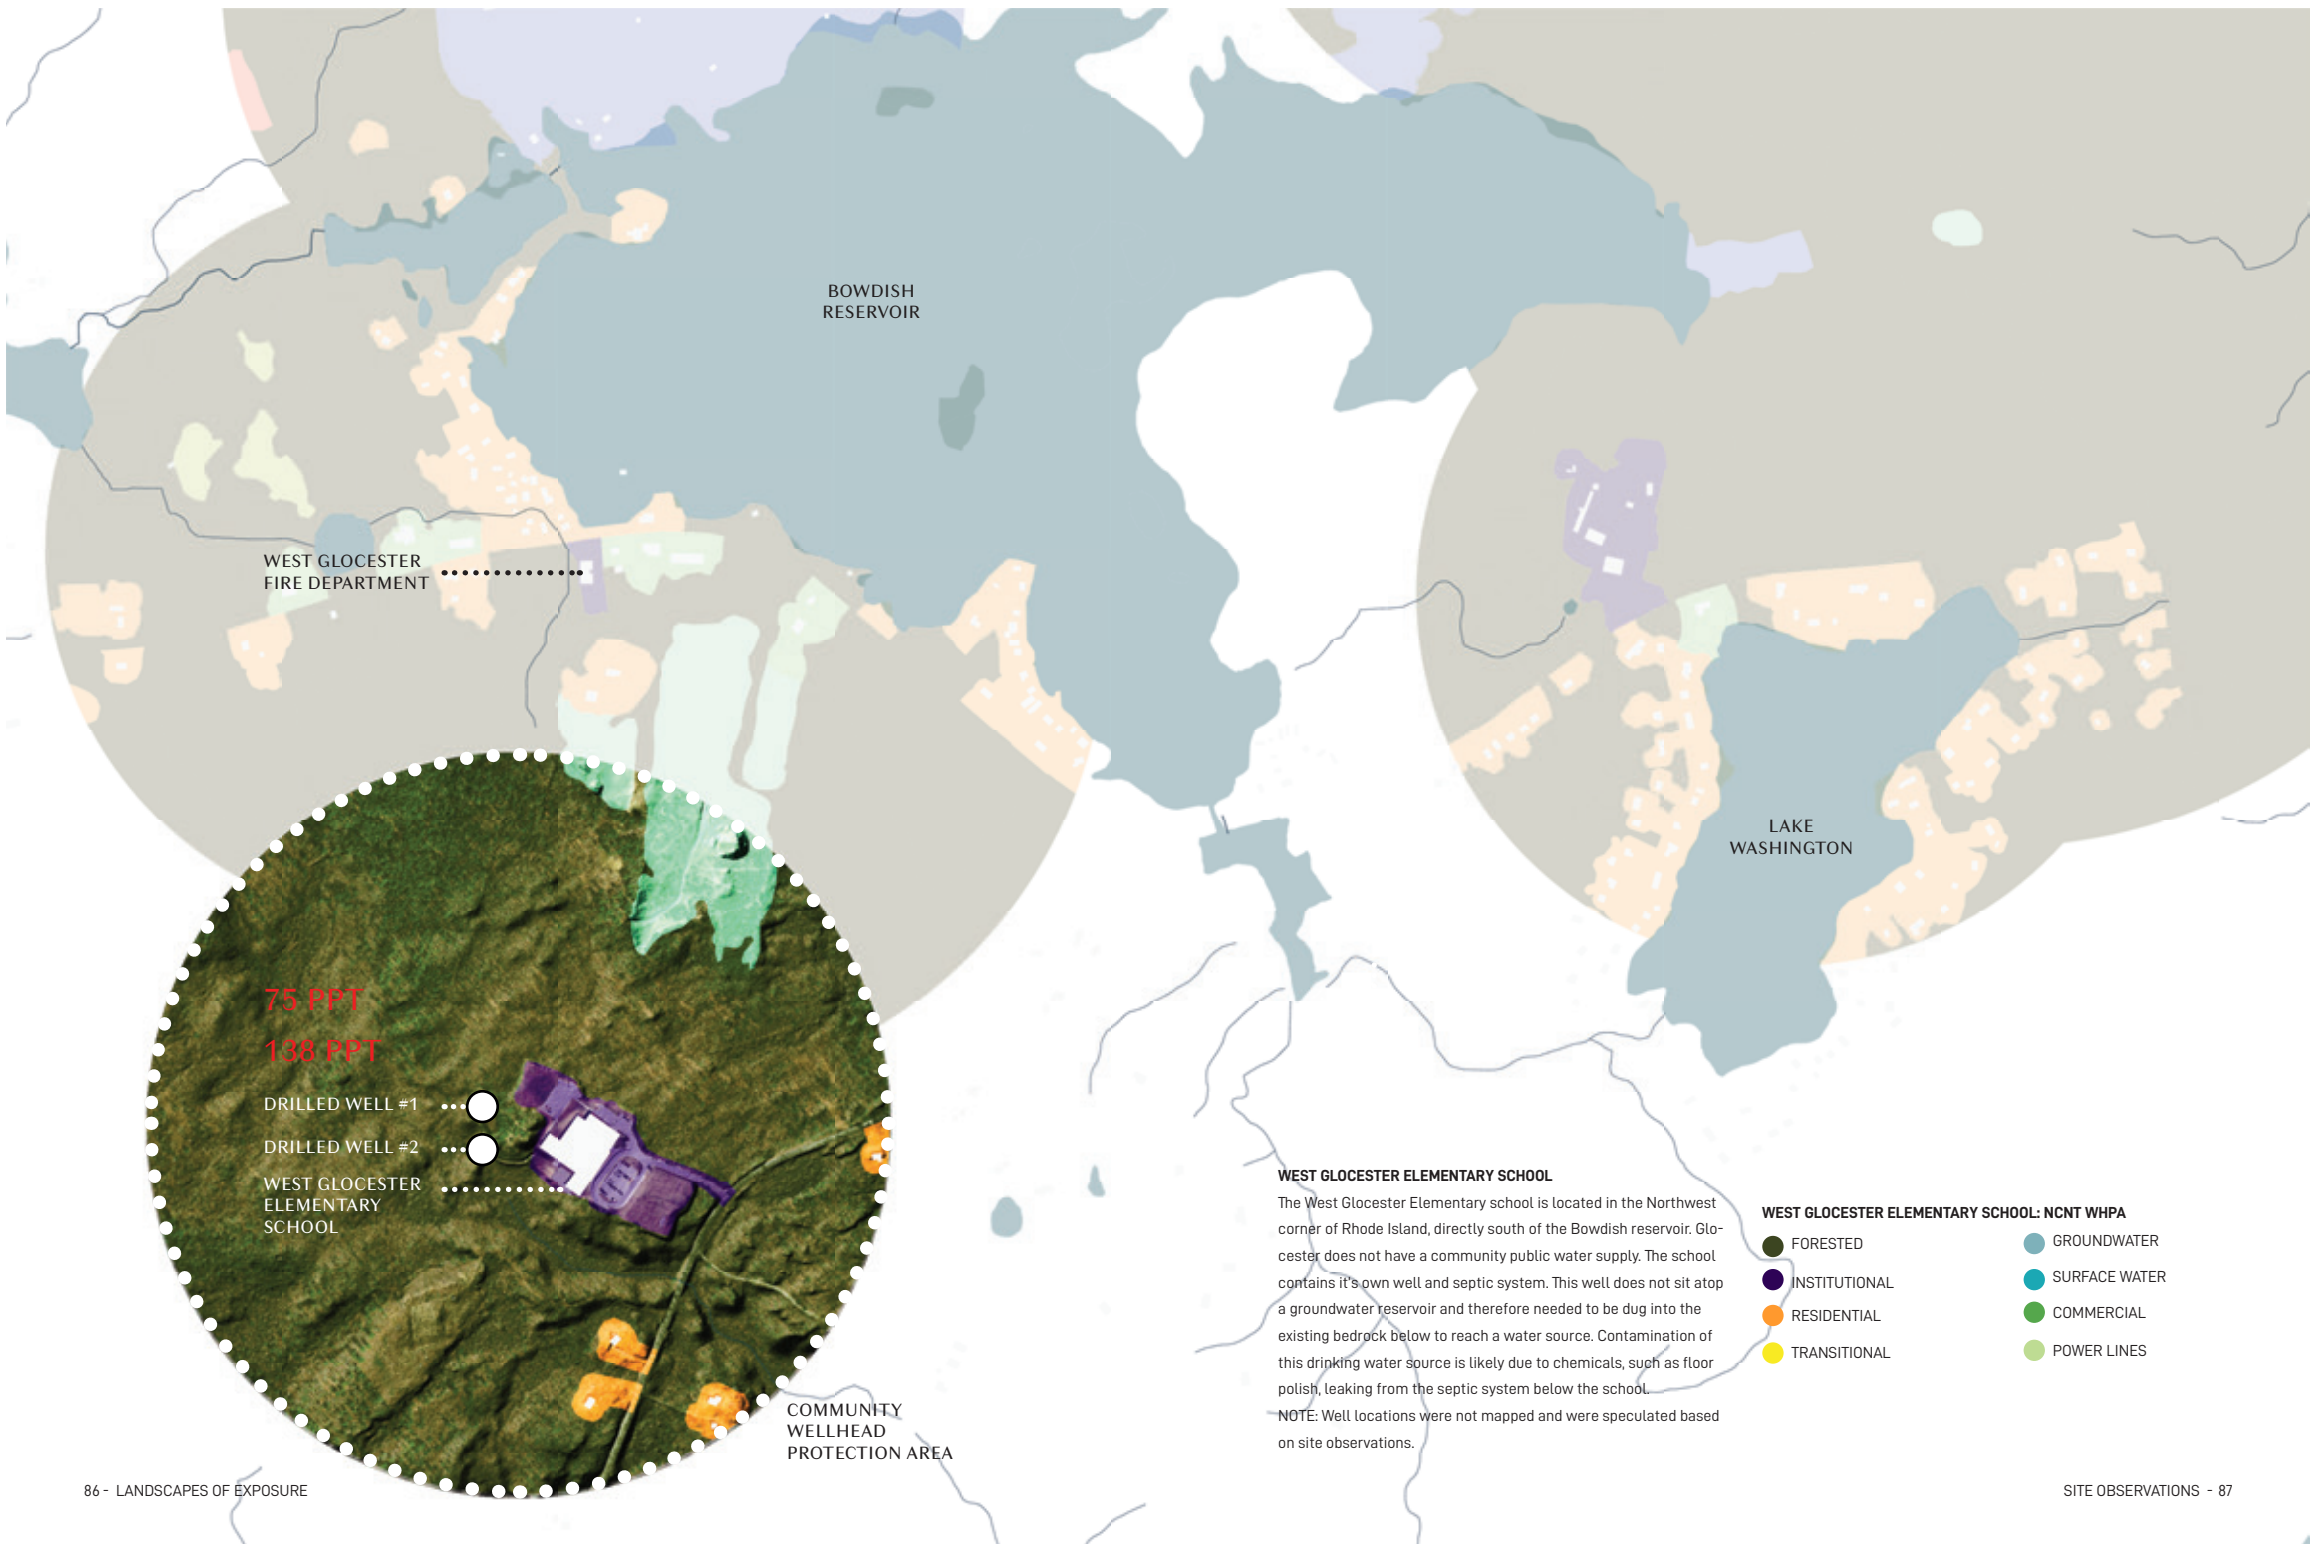 BOWDISH
RESERVOIR
WEST GLOCESTER
FIRE DEPARTMENT
LAKE
WASHINGTON
75 PPT
138 PPT
DRILLED WELL #1
DRILLED WELL #2
WEST GLOCESTER
ELEMENTARY
SCHOOL
COMMUNITY
WELLHEAD
PROTECTION AREA
WEST GLOCESTER ELEMENTARY SCHOOL
The West Glocester Elementary school is located in the Northwest
corner of Rhode Island, directly south of the Bowdish reservoir. Glo-
cester does not have a community public water supply. The school
contains it's own well and septic system. This well does not sit atop
a groundwater reservoir and therefore needed to be dug into the
existing bedrock below to reach a water source. Contamination of
this drinking water source is likely due to chemicals, such as floor
polish, leaking from the septic system below the school.
NOTE: Well locations were not mapped and were speculated based
on site observations.
WEST GLOCESTER ELEMENTARY SCHOOL: NCNT WHPA
FORESTED
INSTITUTIONAL
RESIDENTIAL
TRANSITIONAL
GROUNDWATER
SURFACE WATER
COMMERCIAL
POWER LINES
86 - LANDSCAPES OF EXPOSURE
SITE OBSERVATIONS - 87